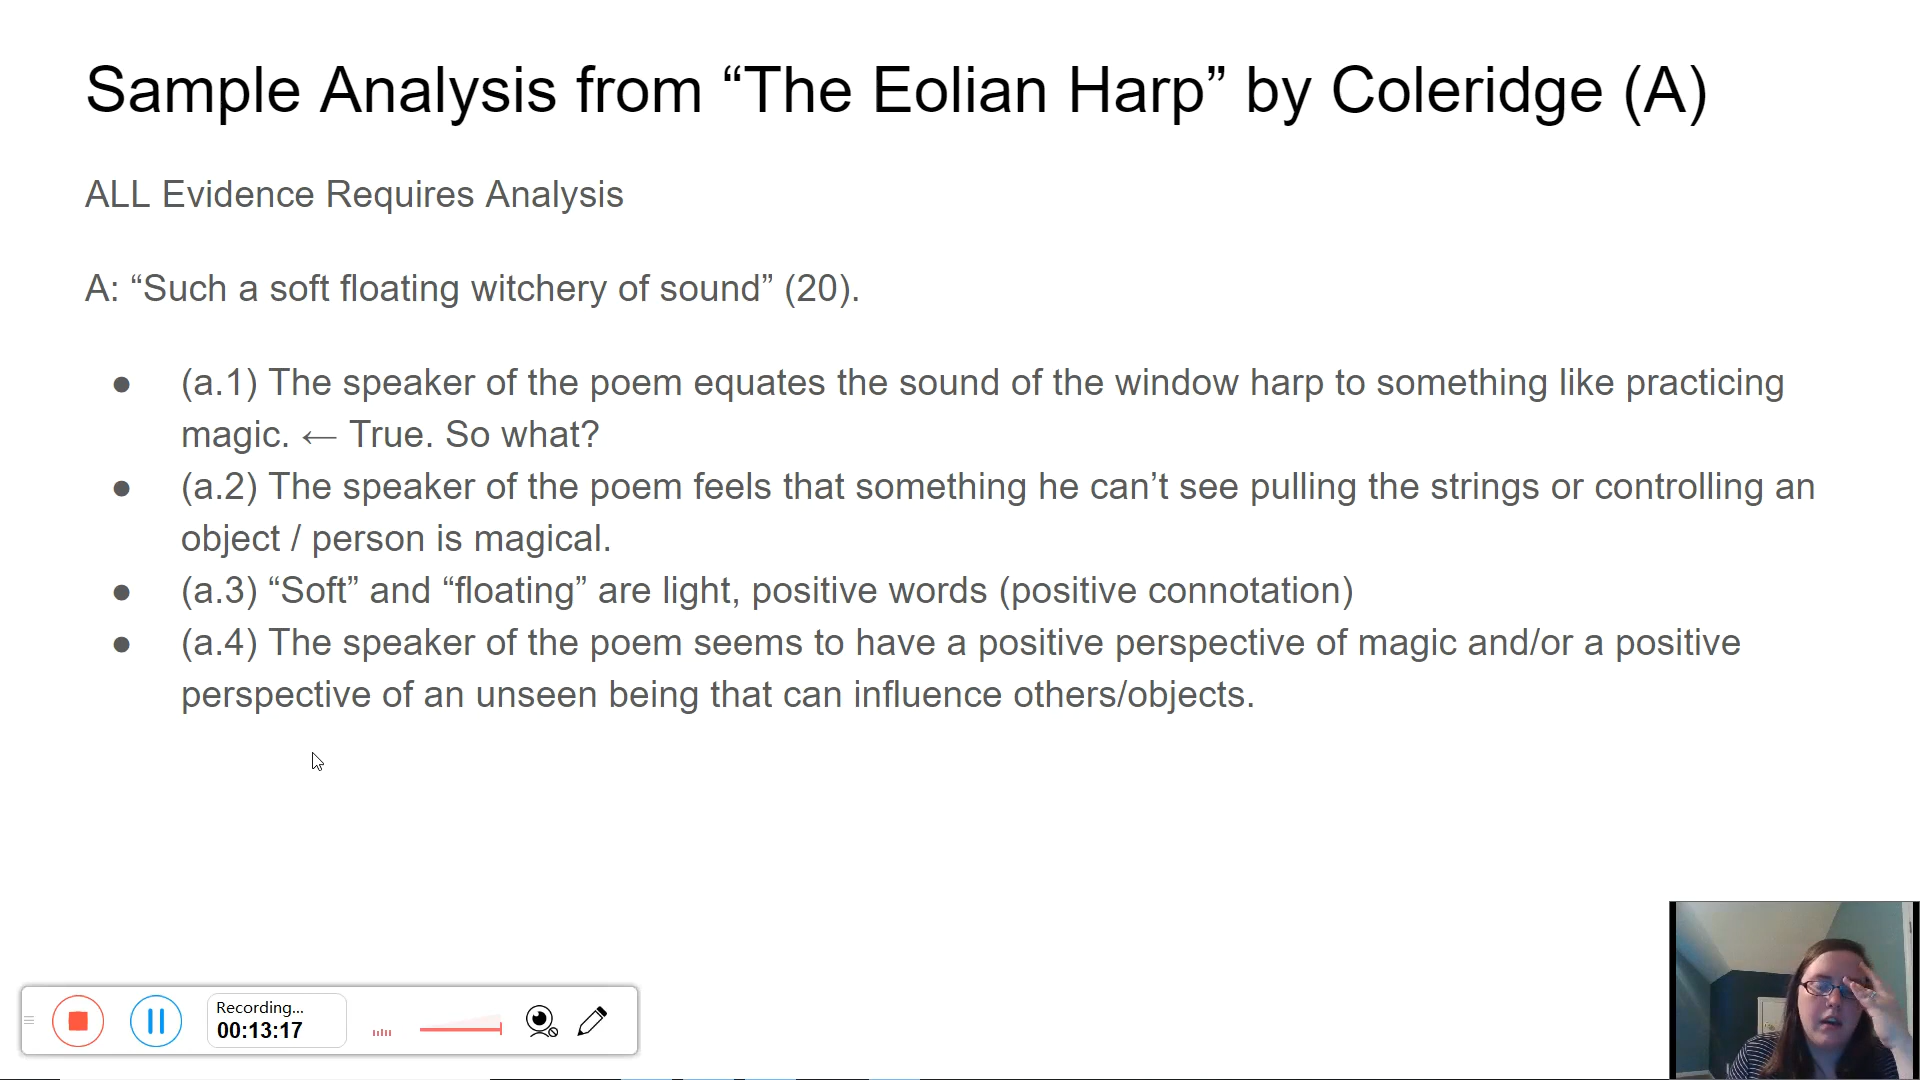 Sample Analysis from “The Eolian Harp” by Coleridge (A)
ALL Evidence Requires Analysis
A: “Such a soft floating witchery of sound” (20).
● (a.1) The speaker of the poem equates the sound of the window harp to something like practicing
magic. ← True. So what?
● (a.2) The speaker of the poem feels that something he can’t see pulling the strings or controlling an
object / person is magical.
● (a.3) “Soft” and “floating” are light, positive words (positive connotation)
● (a.4) The speaker of the poem seems to have a positive perspective of magic and/or a positive
perspective of an unseen being that can influence others/objects.
Recording...
00:13:17